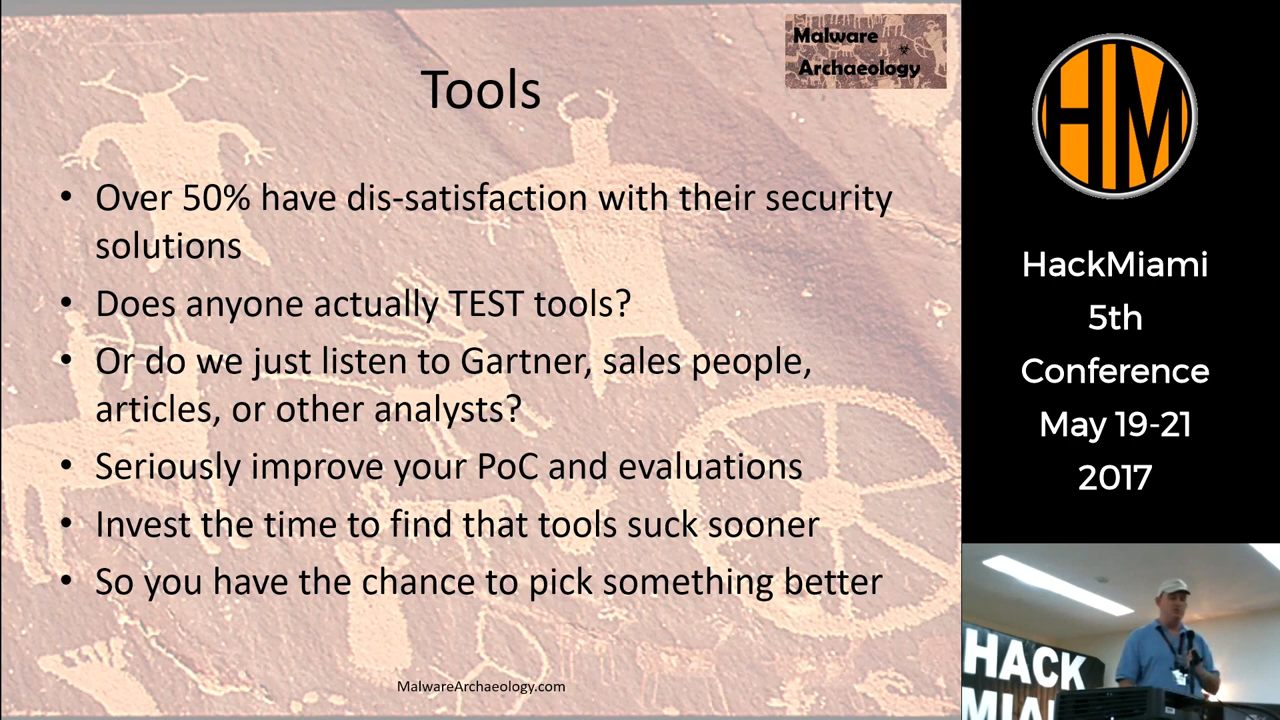 Malware
Archaeology
Tools
• Over 50% have dis-satisfaction with their security
solutions
• Does anyone actually TEST tools?
• Or do we just listen to Gartner, sales people,
articles, or other analysts?
• Seriously improve your PoC and evaluations
• Invest the time to find that tools suck sooner
• So you have the chance to pick something better
MalwareArchaeology.com
HM
HackMiami
5th
Conference
May 19-21
2017
HACK
MIAI